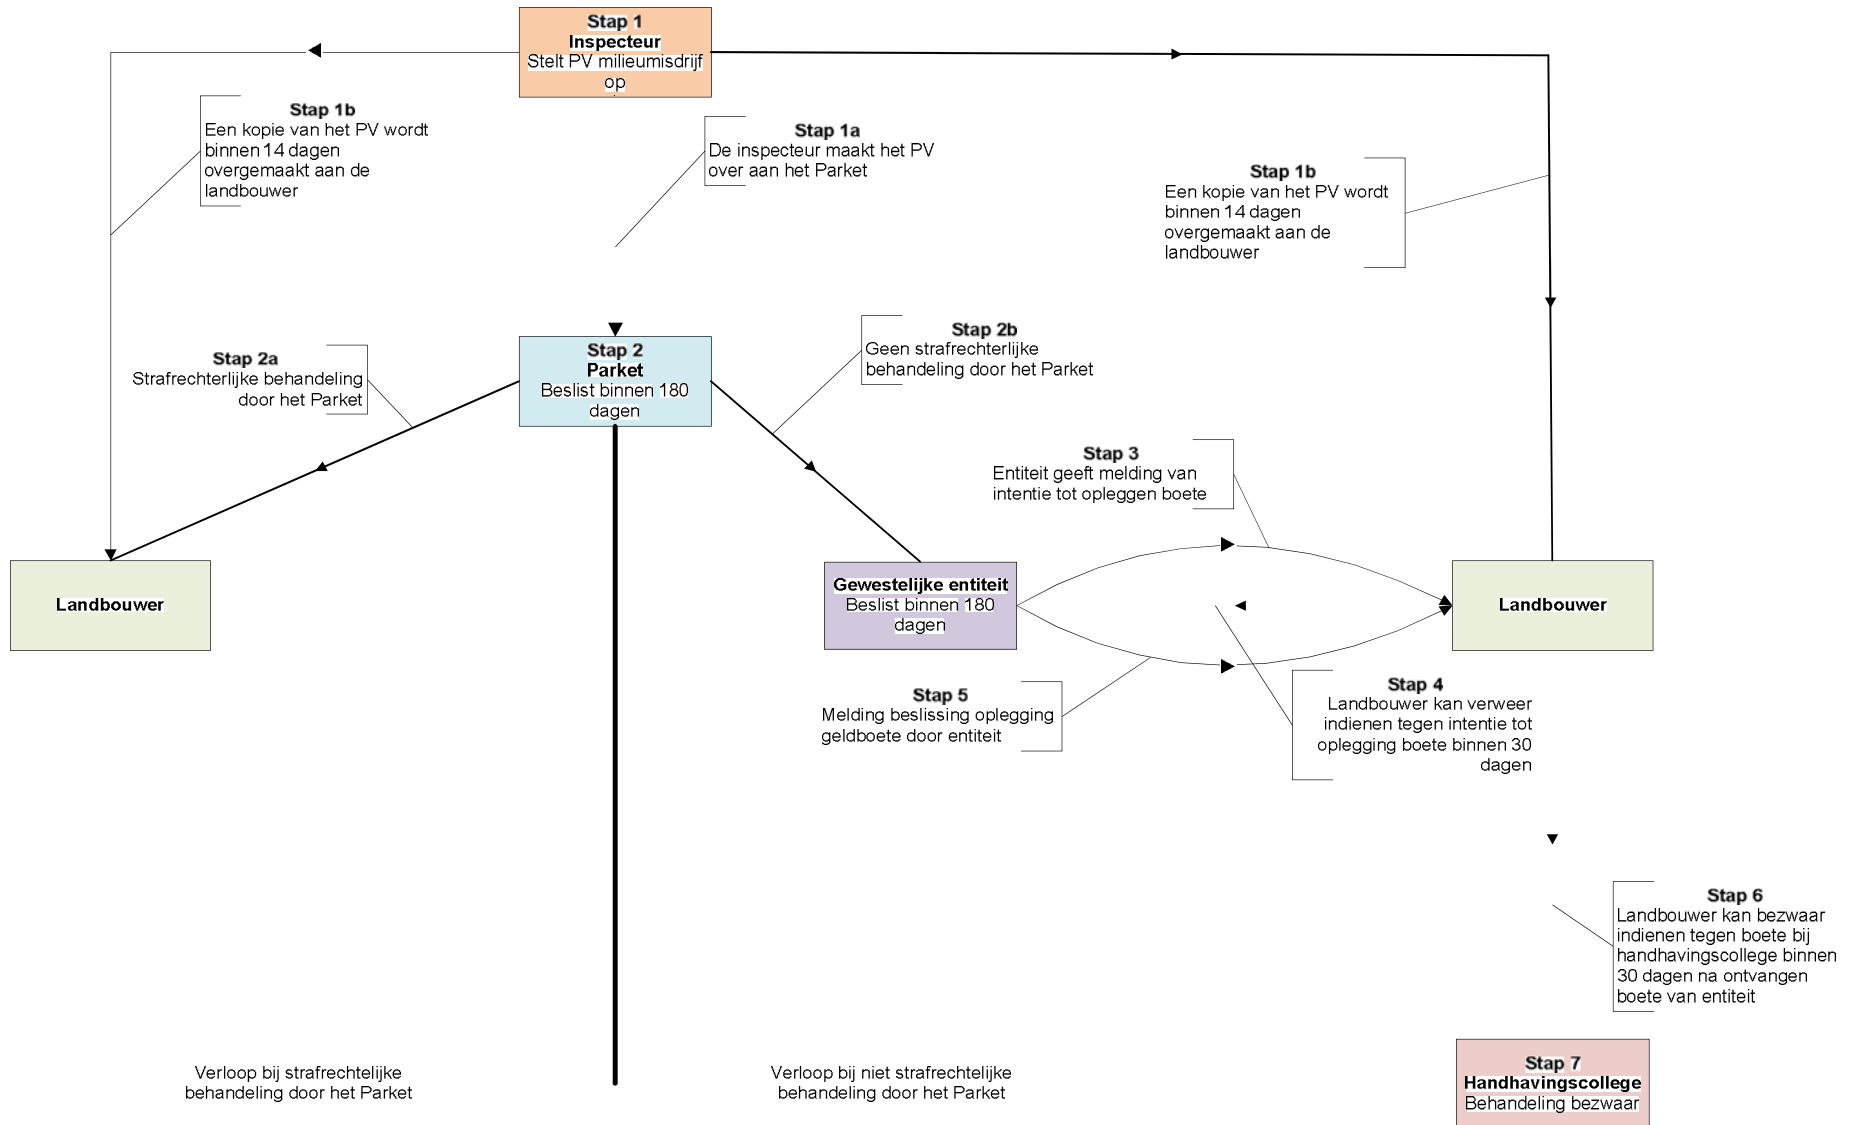 Stap 1
Inspecteur
Stelt PV milieumisdrijf
op
Stap 1b
Een kopie van het PV wordt
binnen 14 dagen
overgemaakt aan de
landbouwer
Stap 1a
De inspecteur maakt het PV
over aan het Parket
Stap 1b
Een kopie van het PV wordt
binnen 14 dagen
overgemaakt aan de
landbouwer
Stap 2a
Strafrechterlijke behandeling
door het Parket
Stap 2
Parket
Beslist binnen 180
dagen
Stap 2b
Geen strafrechterlijke
behandeling door het Parket
Stap 3
Entiteit geeft melding van
intentie tot opleggen boete
Landbouwer
Gewestelijke entiteit
Beslist binnen 180
dagen
Landbouwer
Stap 5
Melding beslissing oplegging
geldboete door entiteit
Stap 4
Landbouwer kan verweer
indienen tegen intentie tot
oplegging boete binnen 30
dagen
Stap 6
Landbouwer kan bezwaar
indienen tegen boete bij
handhavingscollege binnen
30 dagen na ontvangen
boete van entiteit
Verloop bij strafrechtelijke
behandeling door het Parket
Verloop bij niet strafrechtelijke
behandeling door het Parket
Stap 7
Handhavingscollege
Behandeling bezwaar